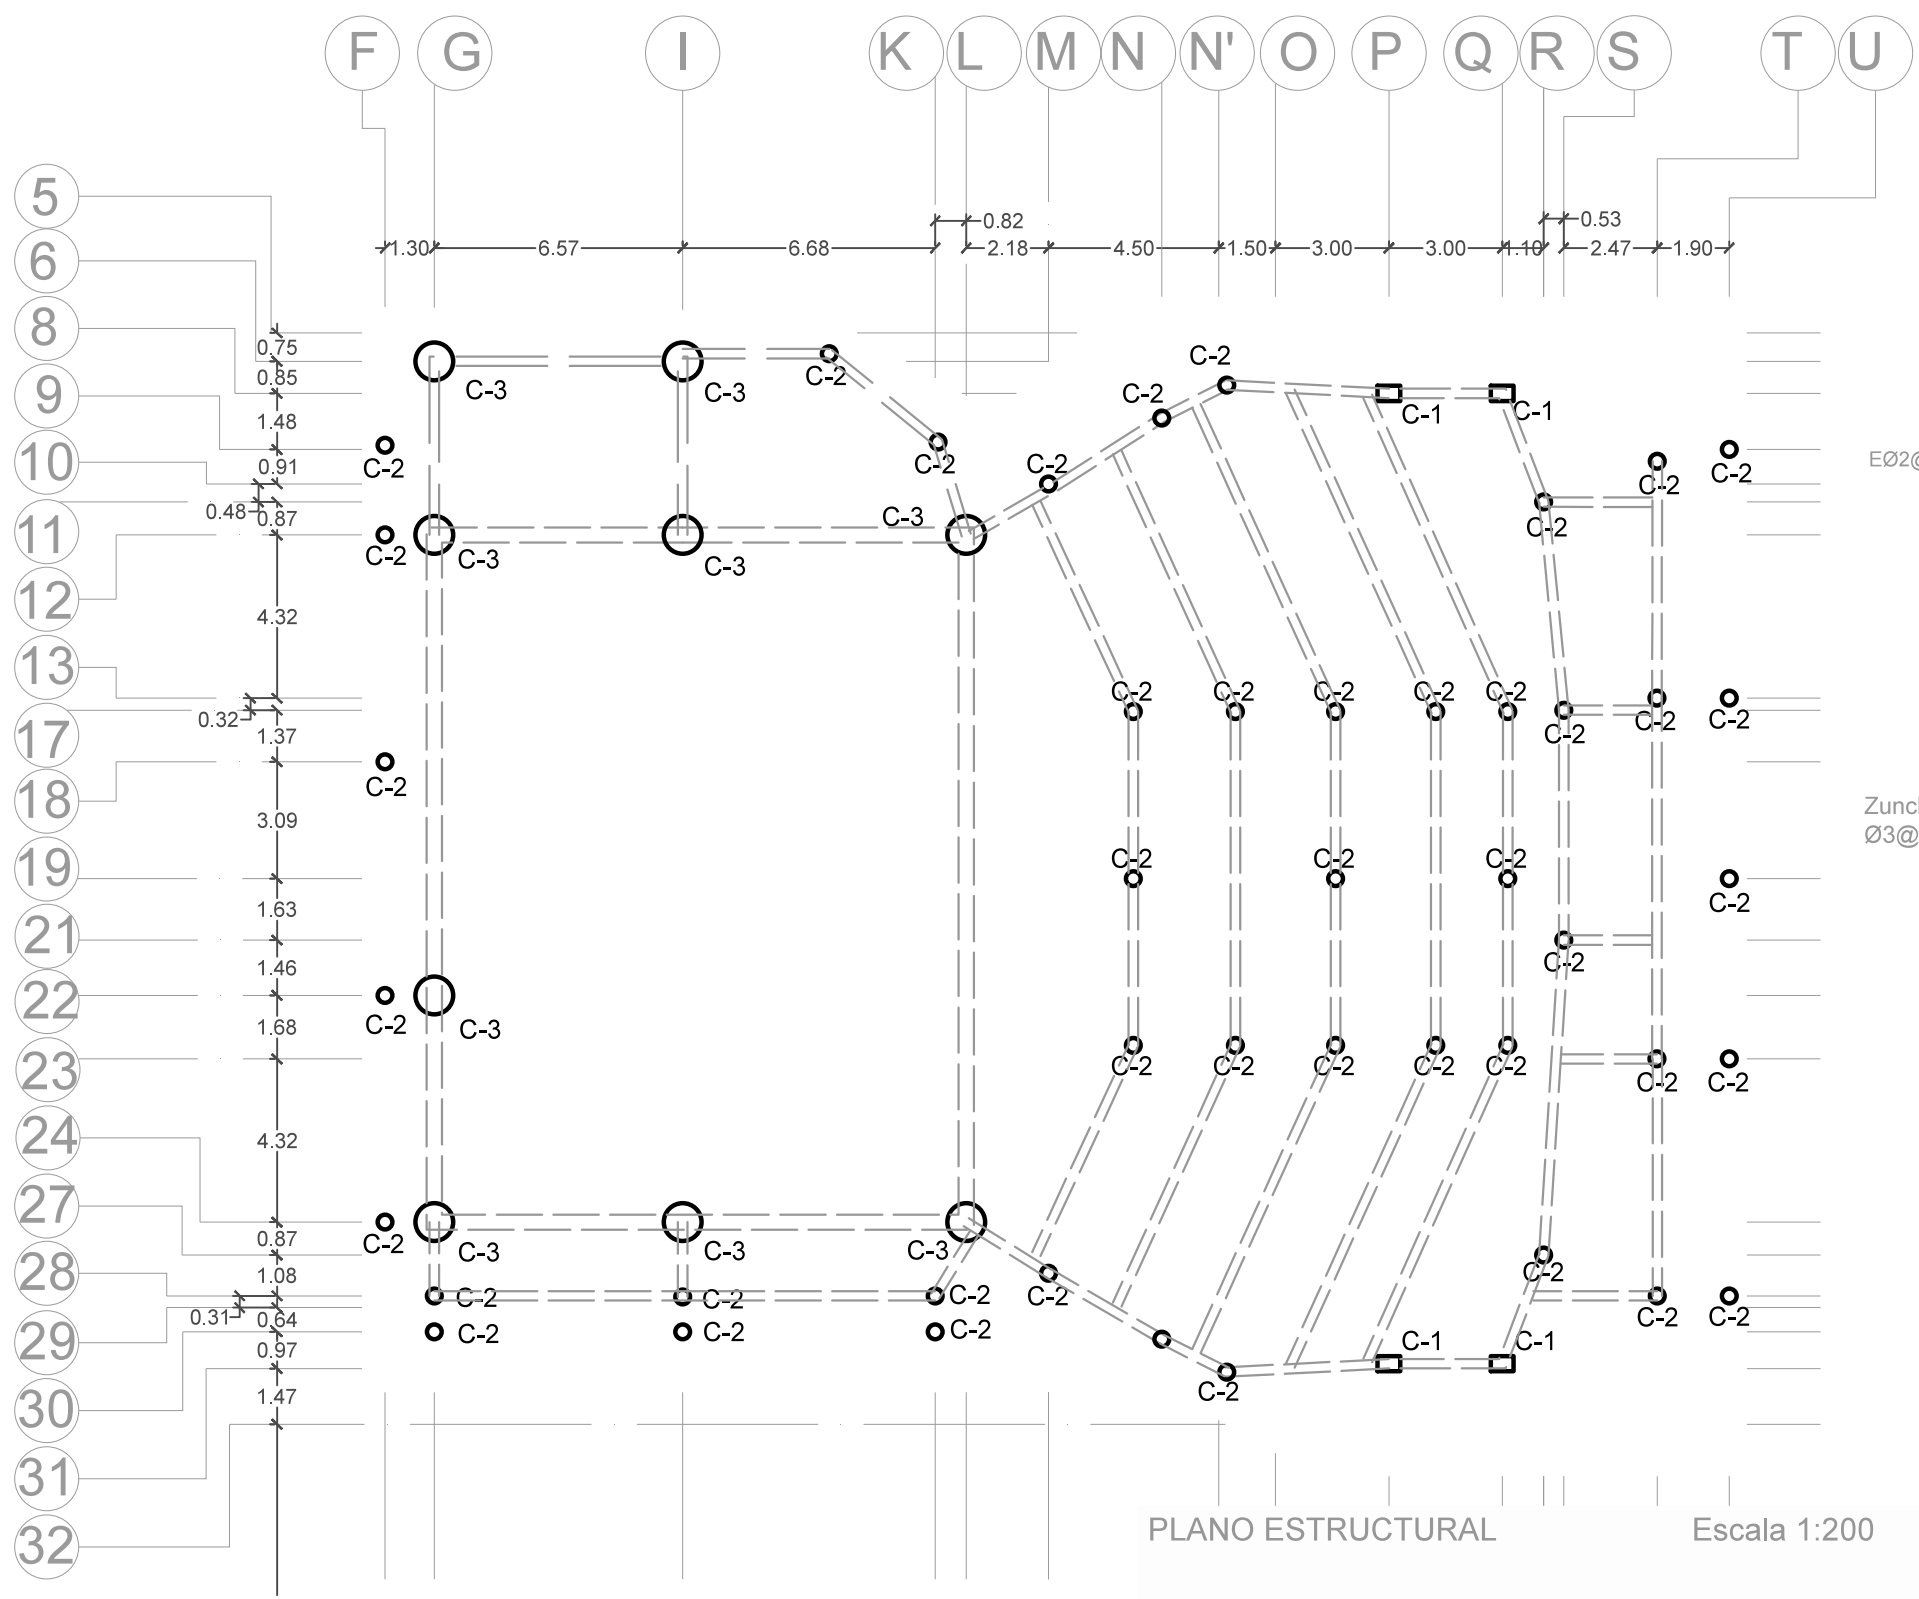 F G I K L M N N' O P Q R S T U
0.82 0.53
1.30 6.57 6.68 2.18 4.50 1.50 3.00 3.00 1.10 2.47 1.90
5
6
8
9
10
11
12
13
17
18
19
21
22
23
24
27
28
29
30
31
32
0.75
0.85
1.48
0.91
0.48 0.87
4.32
0.32
1.37
3.09
1.63
1.46
1.68
4.32
0.87
1.08
0.31 0.64
0.97
1.47
C-2
C-2 C-2
C-3 C-3 C-1 C-1
C-2 C-2 C-2 C-2 C-2
EØ2@
C-3 C-2
C-2 C-3 C-3
C-2 C-2 C-2 C-2 C-2
C-2 C-2 C-2
C-2
Zuncl
Ø3@
C-2 C-2 C-2
C-2
C-2
C-2 C-3
C-2 C-2 C-2 C-2 C-2 C-2 C-2
C-2 C-3 C-3 C-3
C-2 C-2
C-2 C-2 C-2 C-2 C-2
C-2 C-2 C-2
C-1 C-1
C-2
PLANO ESTRUCTURAL Escala 1:200